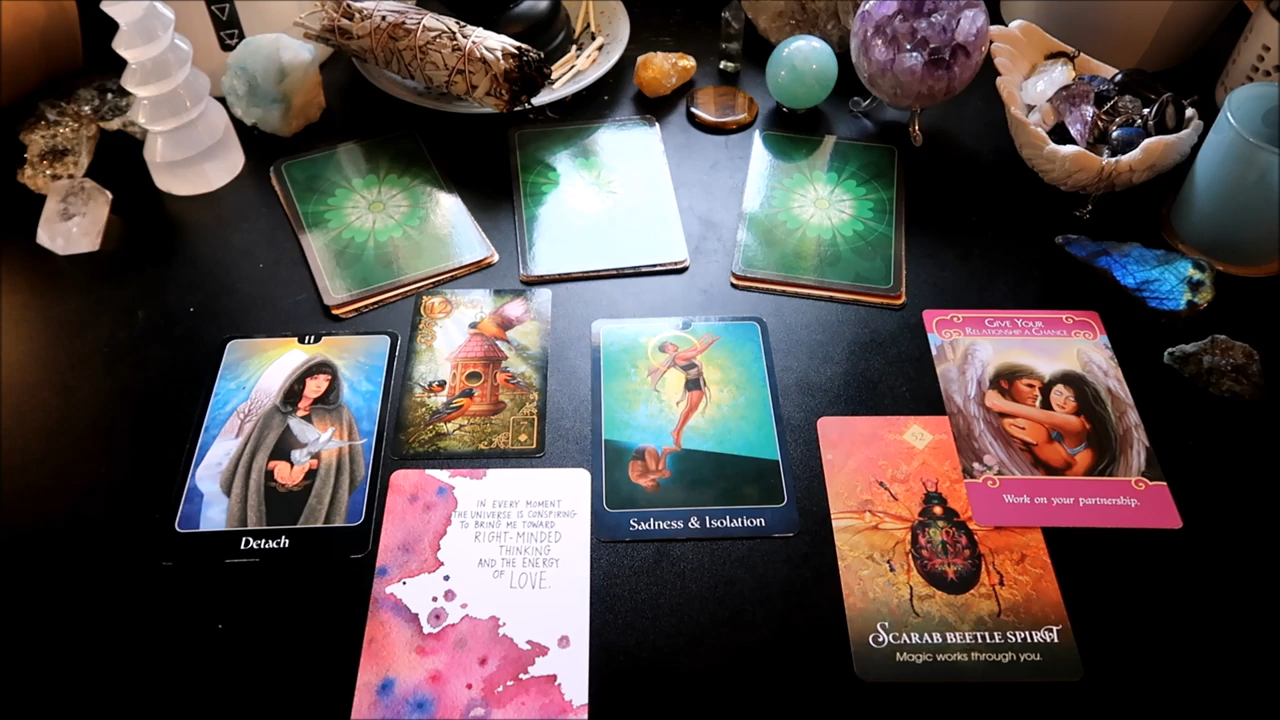 II
Detach
12
7
IN EVERY MOMENT
THE UNIVERSE IS CONSPIRING
TO BRING ME TOWARD
RIGHT-MINDED
THINKING
AND THE ENERGY
OF LOVE.
Sadness & Isolation
GIVE YOUR
RELATIONSHIP A CHANCE
Work on your partnership.
52
SCARAB BEETLE SPIRIT
Magic works through you.